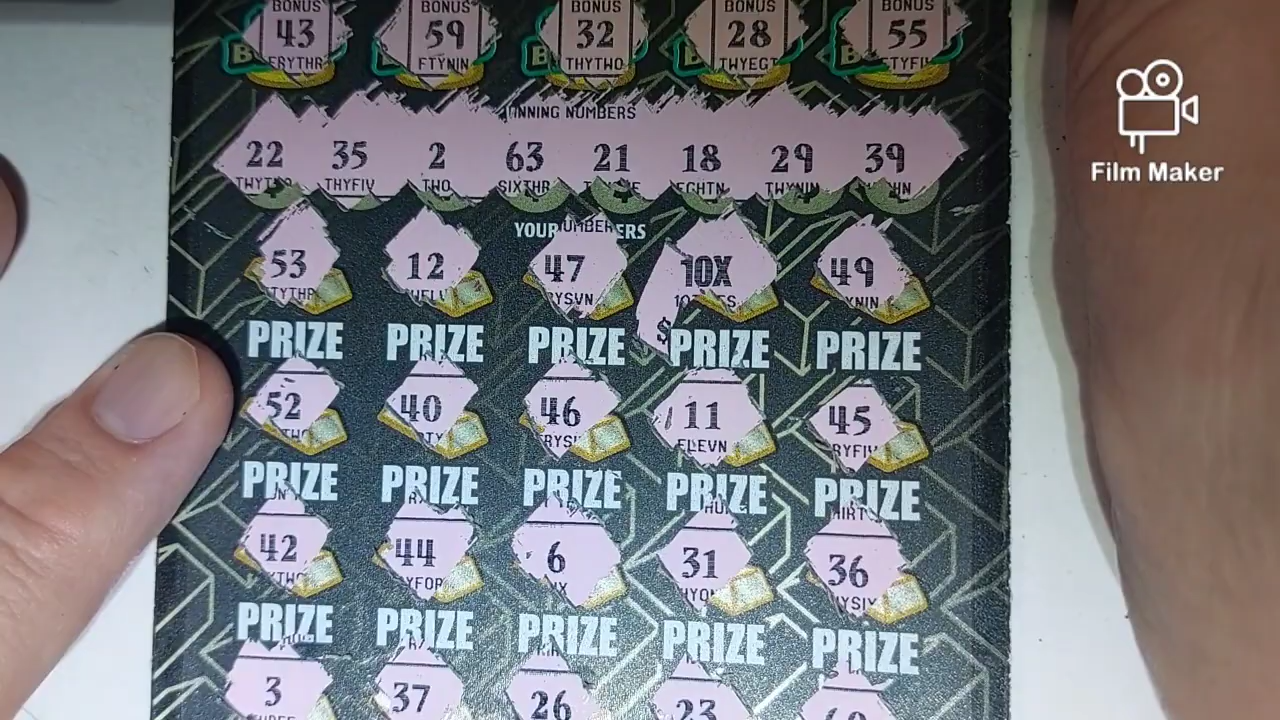 BONUS BONUS BONUS BONUS BONUS
43 59 32 28 55
FTYNIN THYTWO TWYEGT
Film Maker
WINNING NUMBERS
22 35 2 63 21 18 29 39
THYFIV TWO SIXTHR EGHTN TWYNIN
YOUR NUMBERS
53 12 47 10X 49
PRIZE PRIZE PRIZE PRIZE PRIZE
52 40 46 11 45
ELEVN
PRIZE PRIZE PRIZE PRIZE PRIZE
42 44 6 31 36
PRIZE PRIZE PRIZE PRIZE PRIZE
3 37 26 23